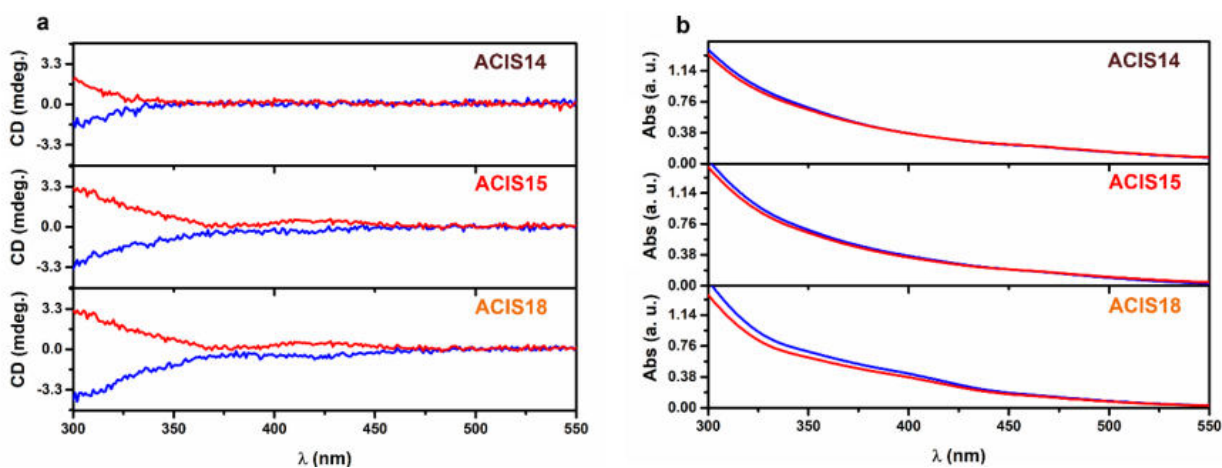 a
CD (mdeg.)
3.3
0.0
-3.3
ACIS14
CD (mdeg.)
3.3
0.0
-3.3
ACIS15
CD (mdeg.)
3.3
0.0
-3.3
ACIS18
300 350 400 450 500 550
λ (nm)
b
Abs (a. u.)
1.14
0.76
0.38
0.00
ACIS14
Abs (a. u.)
1.14
0.76
0.38
0.00
ACIS15
Abs (a. u.)
1.14
0.76
0.38
0.00
ACIS18
300 350 400 450 500 550
λ (nm)